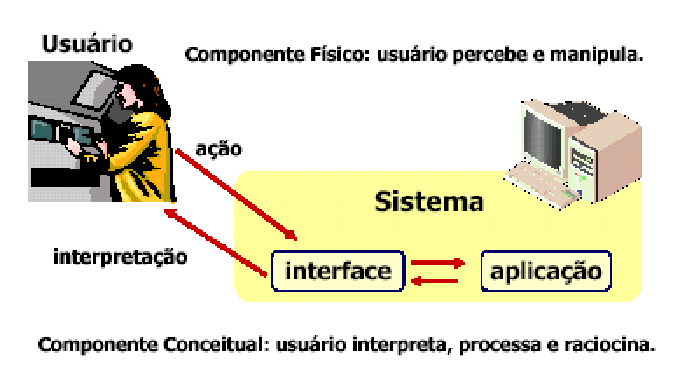 Usuário
Componente Físico: usuário percebe e manipula.
ação
Sistema
interpretação
interface
aplicação
Componente Conceitual: usuário interpreta, processa e raciocina.